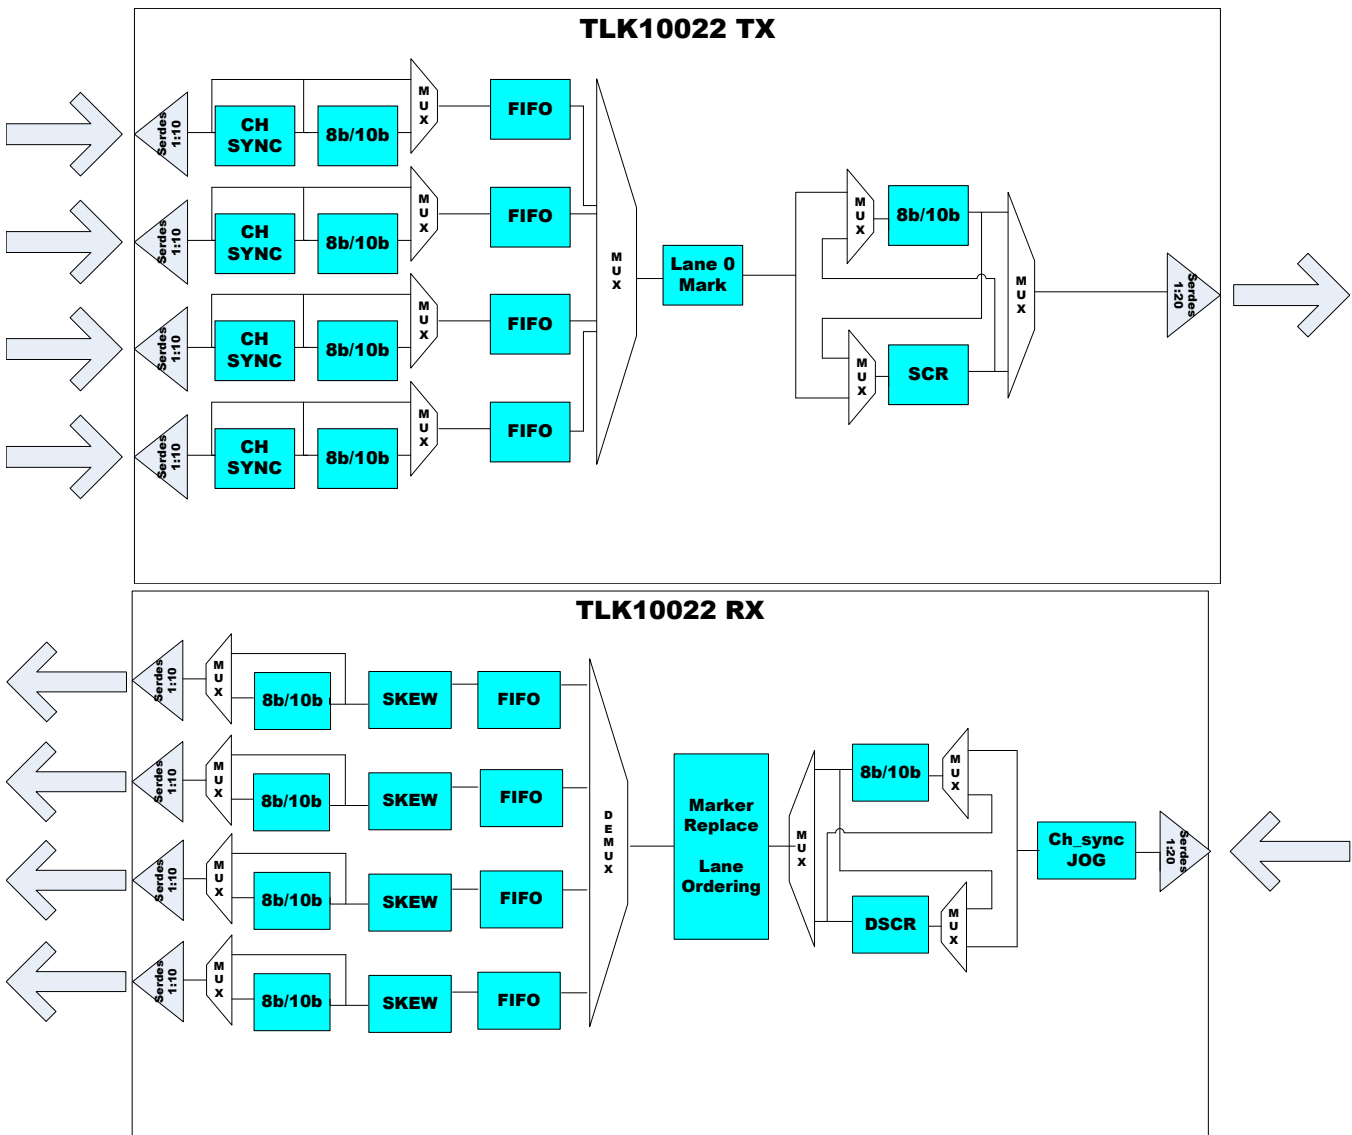 TLK10022 TX
Serdes
1:10
CH
SYNC
8b/10b
MUX
FIFO
Serdes
1:10
CH
SYNC
8b/10b
MUX
FIFO
Serdes
1:10
CH
SYNC
8b/10b
MUX
FIFO
Serdes
1:10
CH
SYNC
8b/10b
MUX
FIFO
MUX
Lane 0
Mark
MUX
8b/10b
MUX
SCR
MUX
Serdes
1:20
TLK10022 RX
Serdes
1:10
MUX
8b/10b
SKEW
FIFO
Serdes
1:10
MUX
8b/10b
SKEW
FIFO
Serdes
1:10
MUX
8b/10b
SKEW
FIFO
Serdes
1:10
MUX
8b/10b
SKEW
FIFO
DEMUX
Marker
Replace
Lane
Ordering
MUX
8b/10b
MUX
DSCR
MUX
Ch_sync
JOG
Serdes
1:20